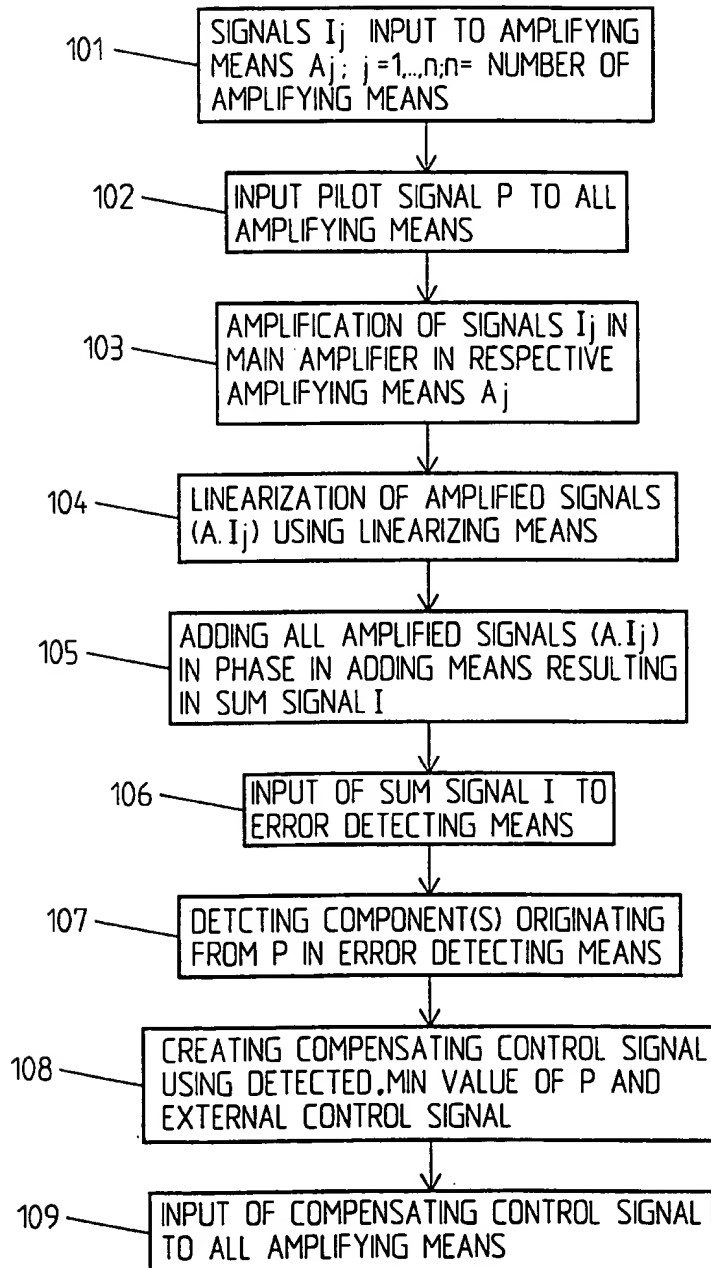 101
SIGNALS Ij INPUT TO AMPLIFYING
MEANS Aj; j=1,..,n;n= NUMBER OF
AMPLIFYING MEANS
102
INPUT PILOT SIGNAL P TO ALL
AMPLIFYING MEANS
103
AMPLIFICATION OF SIGNALS Ij IN
MAIN AMPLIFIER IN RESPECTIVE
AMPLIFYING MEANS Aj
104
LINEARIZATION OF AMPLIFIED SIGNALS
(A.Ij) USING LINEARIZING MEANS
105
ADDING ALL AMPLIFIED SIGNALS (A.Ij)
IN PHASE IN ADDING MEANS RESULTING
IN SUM SIGNAL I
106
INPUT OF SUM SIGNAL I TO
ERROR DETECTING MEANS
107
DETCTING COMPONENT(S) ORIGINATING
FROM P IN ERROR DETECTING MEANS
108
CREATING COMPENSATING CONTROL SIGNAL
USING DETECTED.MIN VALUE OF P AND
EXTERNAL CONTROL SIGNAL
109
INPUT OF COMPENSATING CONTROL SIGNAL
TO ALL AMPLIFYING MEANS